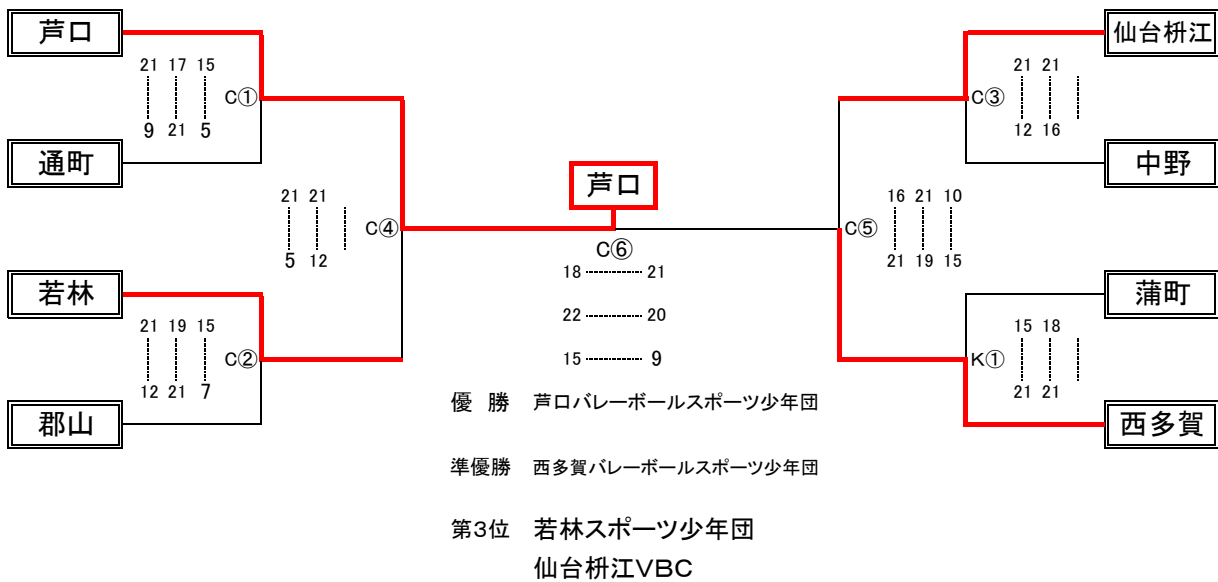 芦口
21 17 15
C①
9 21 5
通町
21 21
C④
5 12
若林
21 19 15
C②
12 21 7
郡山
芦口
C⑥
18 21
22 20
15 9
仙台枡江
21 21
C③
12 16
中野
16 21 10
C⑤
21 19 15
蒲町
15 18
K①
21 21
西多賀
優 勝 芦口バレーボールスポーツ少年団
準優勝 西多賀バレーボールスポーツ少年団
第3位 若林スポーツ少年団
仙台枡江VBC